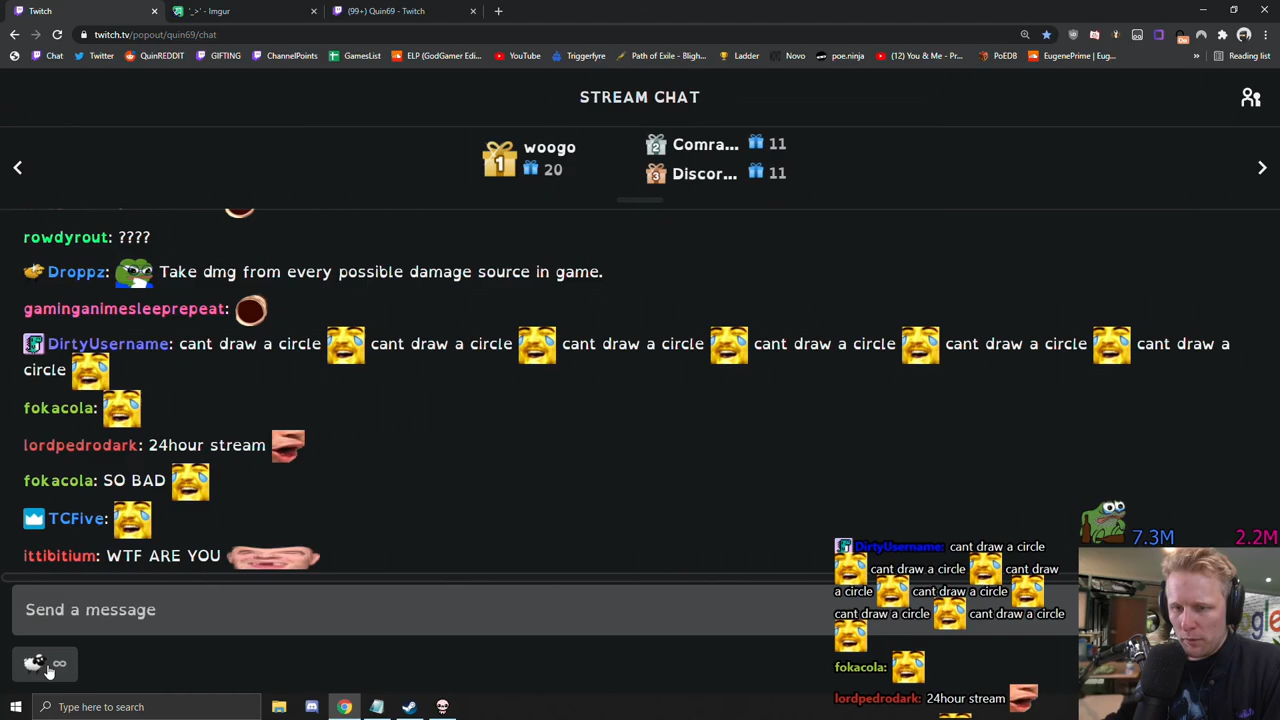 Twitch
'_>' - Imgur
(99+) Quin69 - Twitch
twitch.tv/popout/quin69/chat
Chat Twitter QuinREDDIT GIFTING ChannelPoints GamesList ELP (GodGamer Edi... YouTube Triggerfyre Path of Exile - Bligh... Ladder Novo poe.ninja (12) You & Me - Pr... PoEDB EugenePrime | Eug... » Reading list
STREAM CHAT
1 woogo 20
2 Comra... 11
3 Discor... 11
rowdyrout: ????
Droppz: Take dmg from every possible damage source in game.
gaminganimesleeprepeat:
DirtyUsername: cant draw a circle cant draw a circle cant draw a circle cant draw a circle cant draw a circle cant draw a
circle
fokacola:
lordpedrodark: 24hour stream
fokacola: SO BAD
TCFive:
ittibitium: WTF ARE YOU
7.3M 2.2M
Send a message
∞
DirtyUsername: cant draw a circle
cant draw a circle cant draw
a circle cant draw a circle
cant draw a circle cant draw a circle
fokacola:
lordpedrodark: 24hour stream
Type here to search